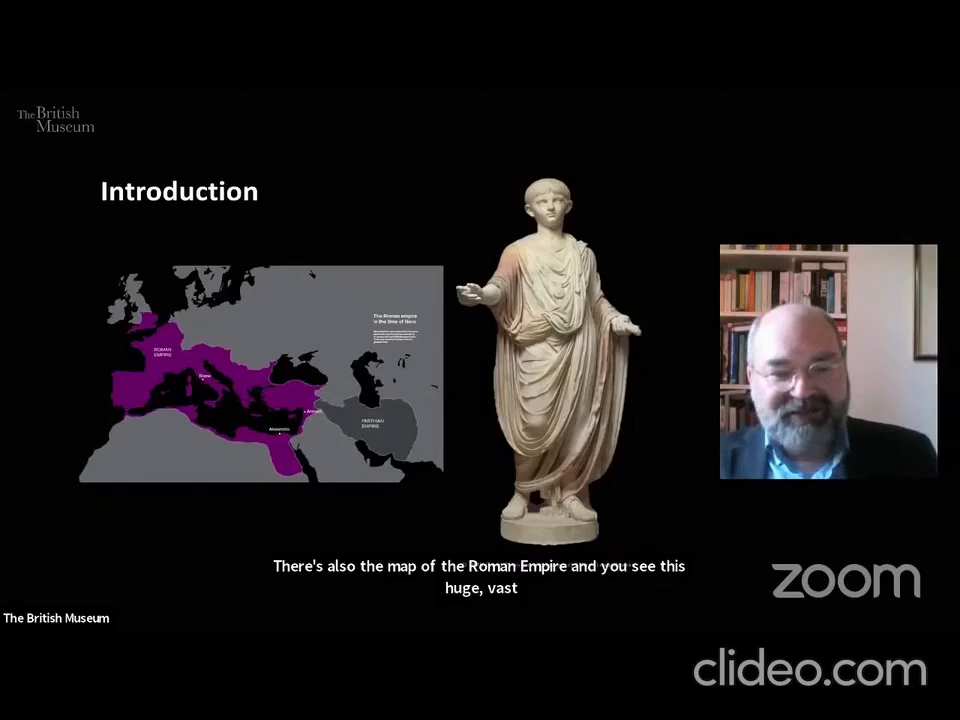 The British
Museum
Introduction
The Roman empire
in the time of Nero
ROMAN
EMPIRE
Rome
Antioch
PARTHIAN
EMPIRE
Alexandria
There's also the map of the Roman Empire and you see this
huge, vast
zoom
The British Museum
clideo.com